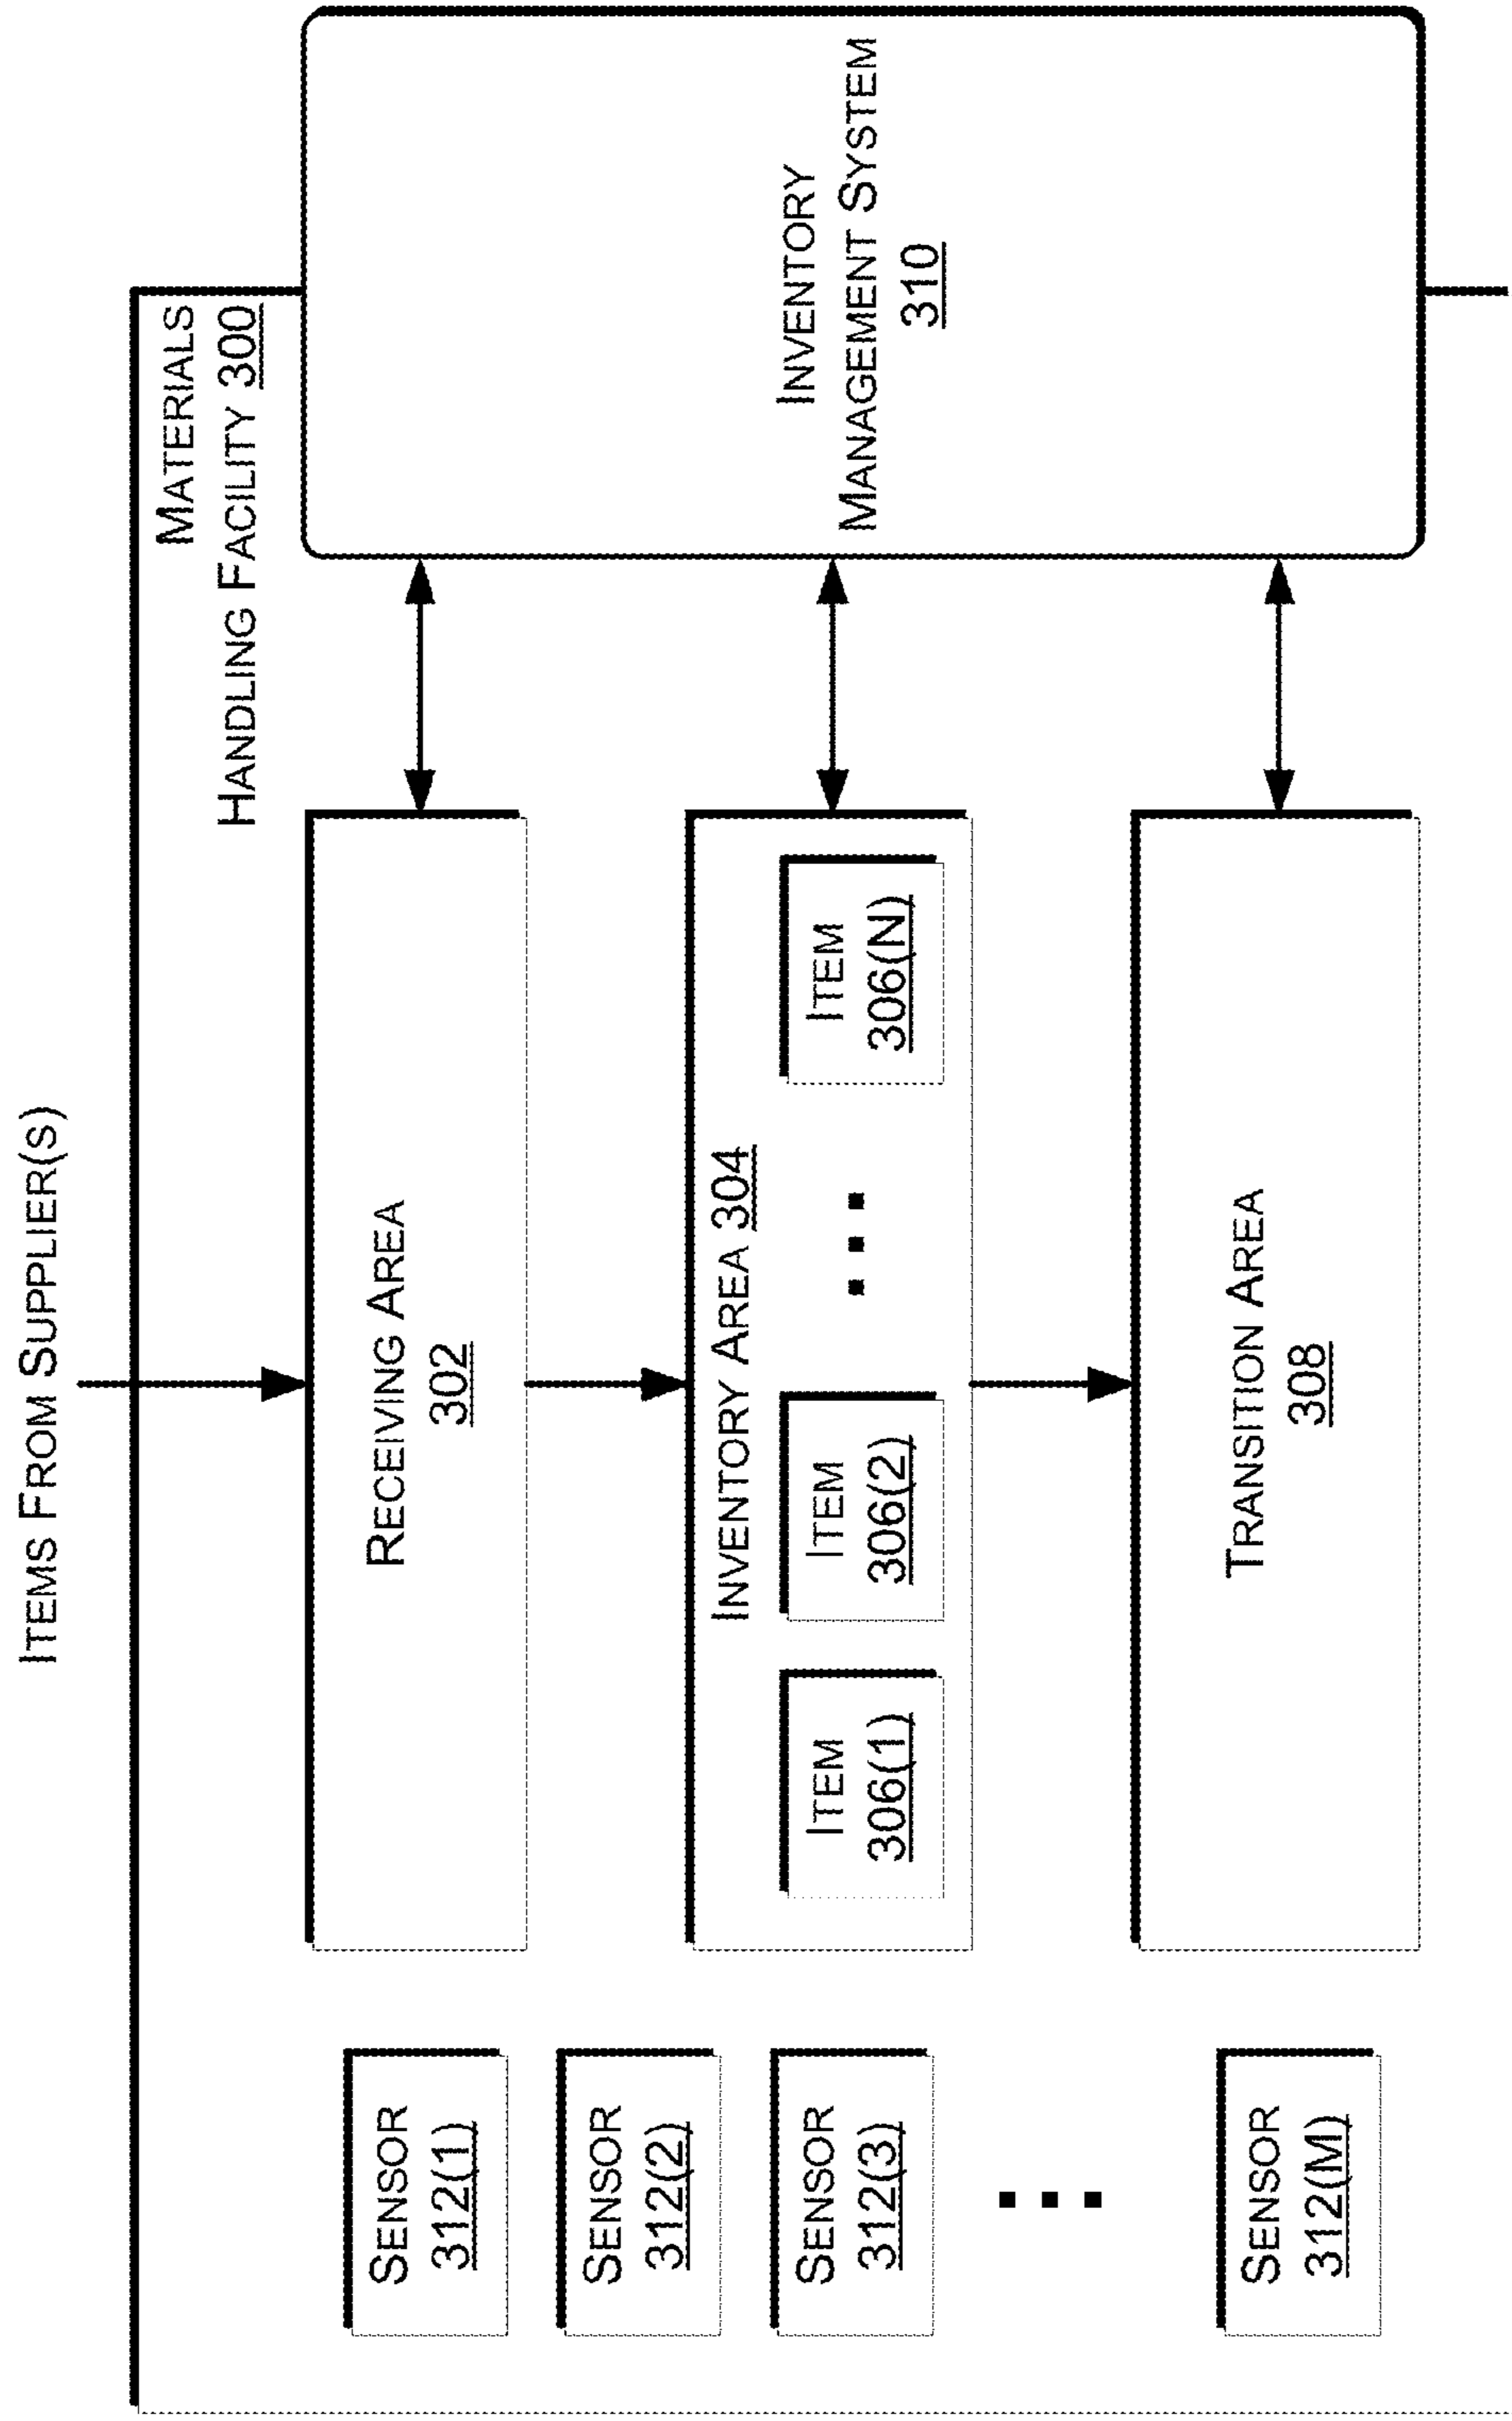 ITEMS FROM SUPPLIER(S)
MATERIALS
HANDLING FACILITY 300
SENSOR
312(1)
RECEIVING AREA
302
SENSOR
312(2)
INVENTORY AREA 304
SENSOR
312(3)
ITEM
306(1)
ITEM
306(2)
...
ITEM
306(N)
INVENTORY
MANAGEMENT SYSTEM
310
...
SENSOR
312(M)
TRANSITION AREA
308